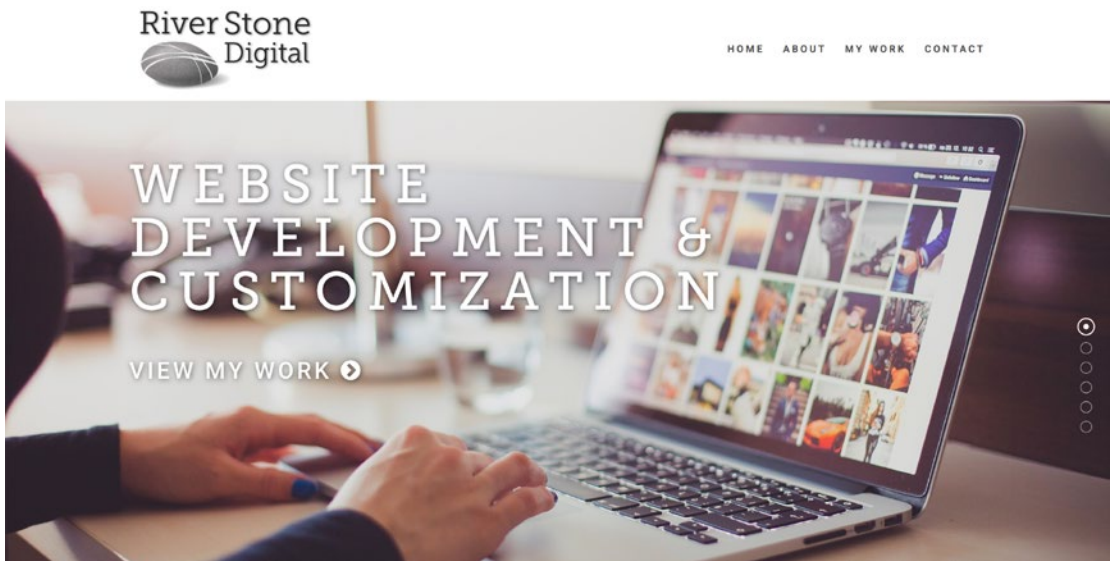 River Stone
Digital
HOME ABOUT MY WORK CONTACT
WEBSITE
DEVELOPMENT &
CUSTOMIZATION
VIEW MY WORK